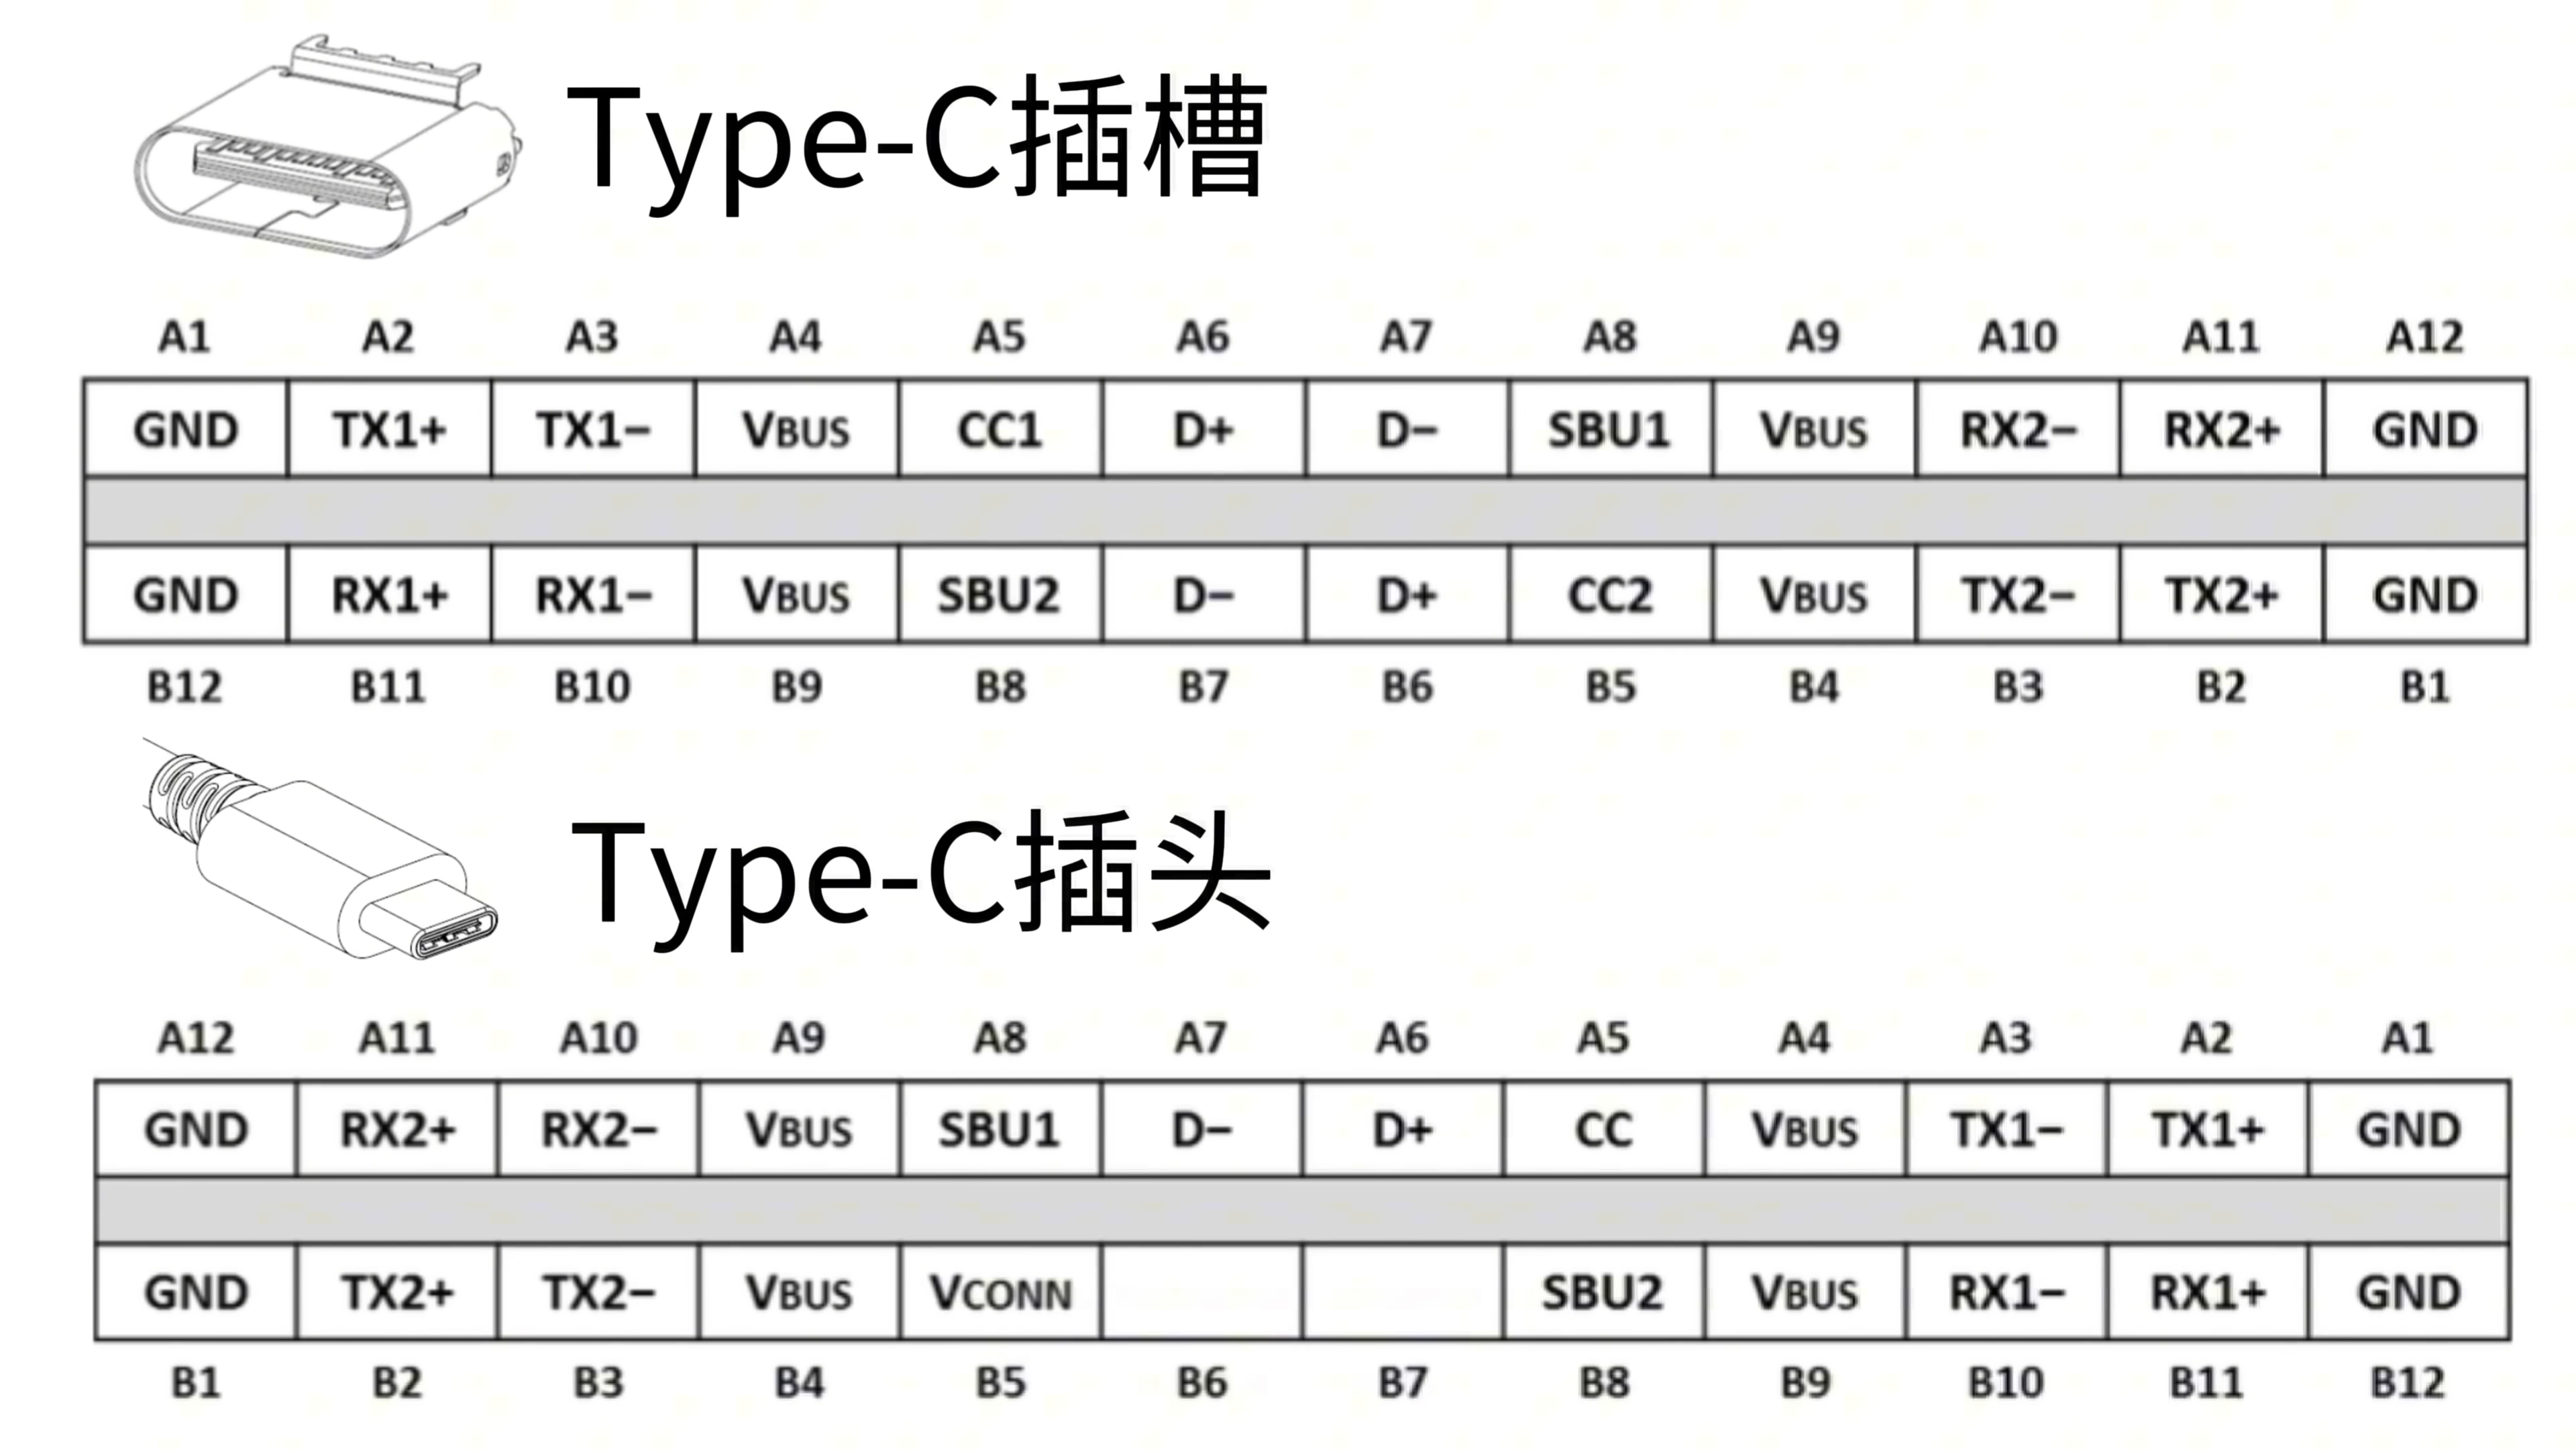 Type-C插槽
A1 A2 A3 A4 A5 A6 A7 A8 A9 A10 A11 A12
GND TX1+ TX1− VBUS CC1 D+ D− SBU1 VBUS RX2− RX2+ GND
GND RX1+ RX1− VBUS SBU2 D− D+ CC2 VBUS TX2− TX2+ GND
B12 B11 B10 B9 B8 B7 B6 B5 B4 B3 B2 B1
Type-C插头
A12 A11 A10 A9 A8 A7 A6 A5 A4 A3 A2 A1
GND RX2+ RX2− VBUS SBU1 D− D+ CC VBUS TX1− TX1+ GND
GND TX2+ TX2− VBUS VCONN SBU2 VBUS RX1− RX1+ GND
B1 B2 B3 B4 B5 B6 B7 B8 B9 B10 B11 B12